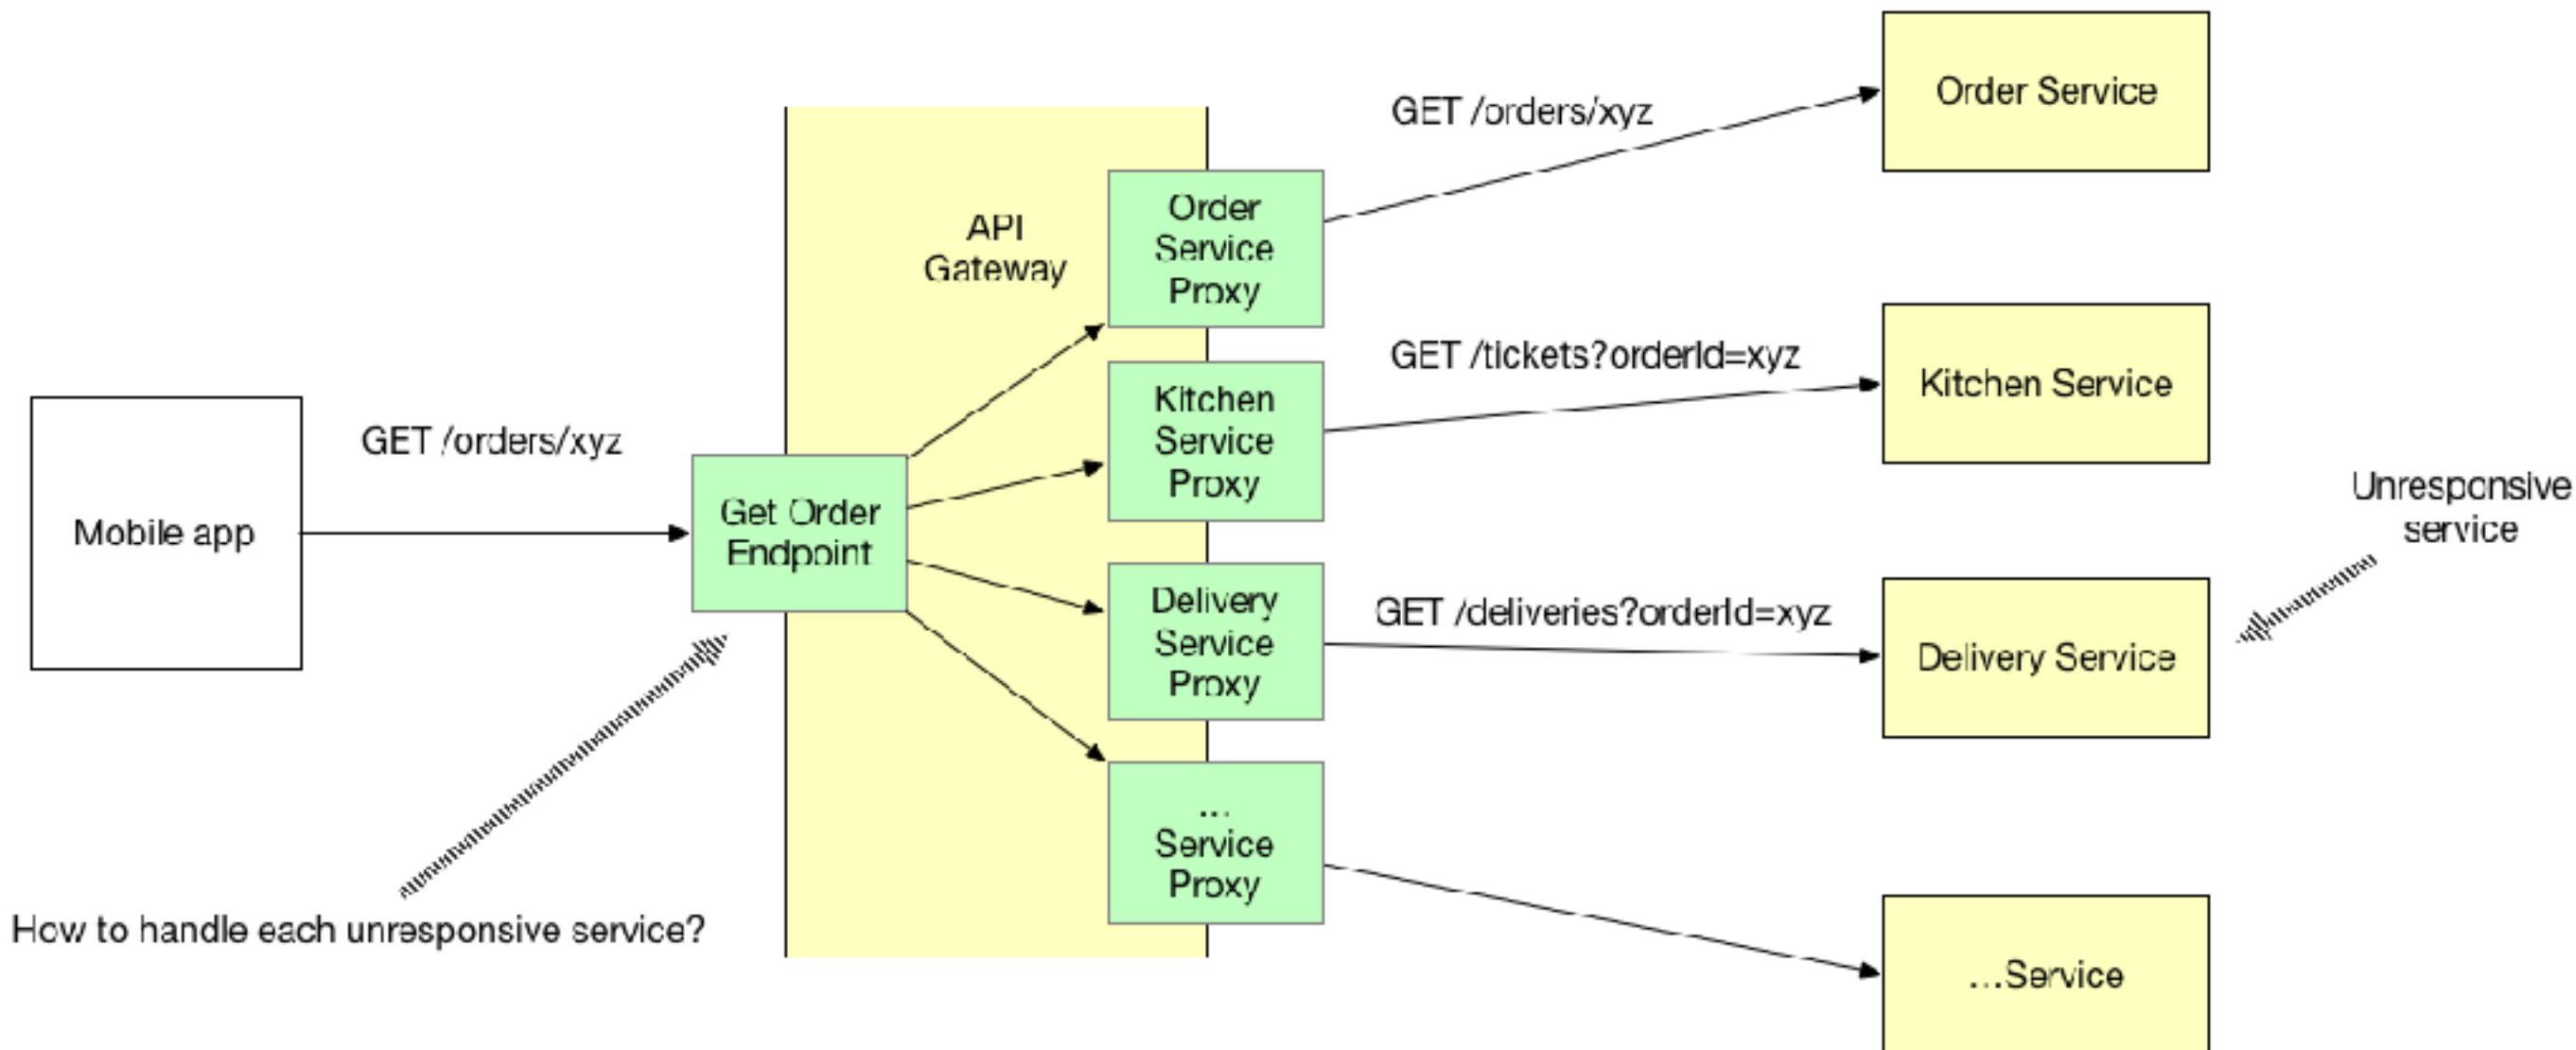 Mobile app
GET /orders/xyz
Get Order
Endpoint
How to handle each unresponsive service?
API
Gateway
Order
Service
Proxy
Kitchen
Service
Proxy
Delivery
Service
Proxy
...
Service
Proxy
GET /orders/xyz
GET /tickets?orderId=xyz
GET /deliveries?orderId=xyz
Order Service
Kitchen Service
Delivery Service
...Service
Unresponsive
service